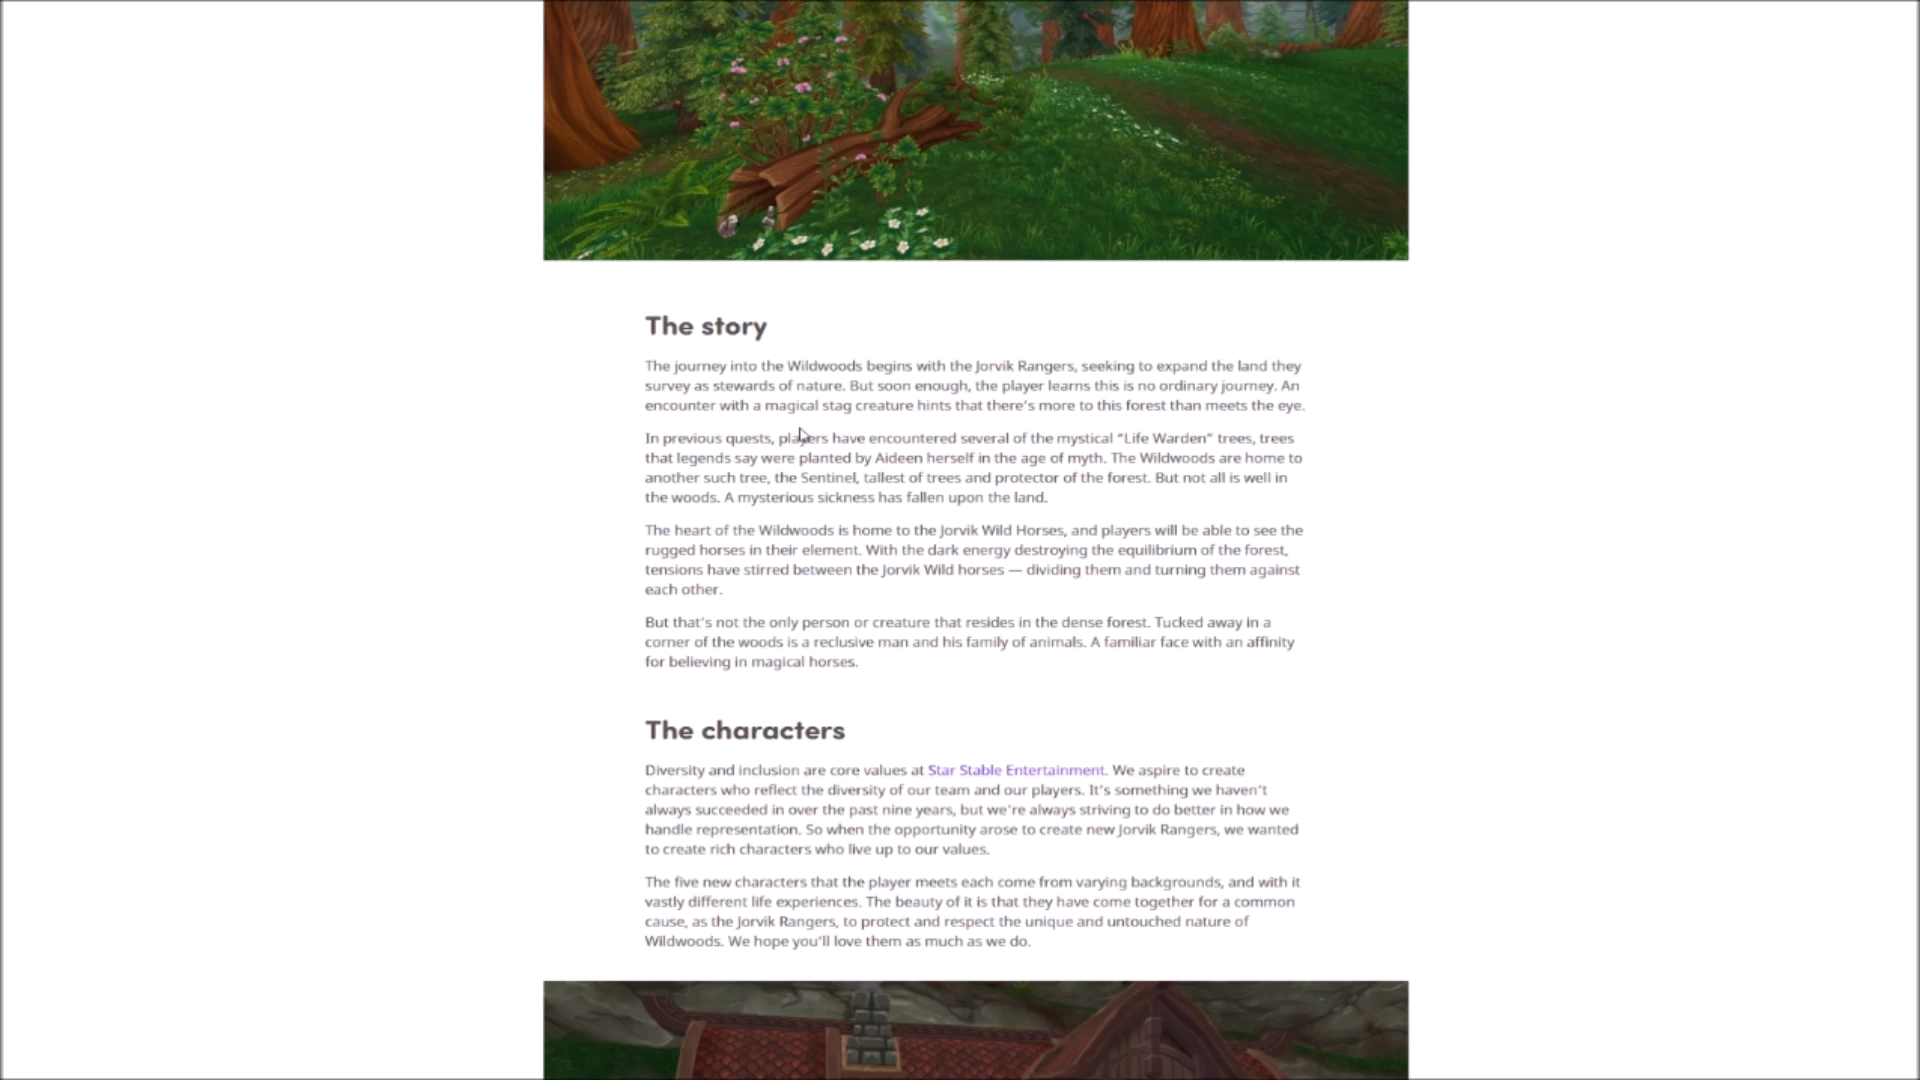 The story
The journey into the Wildwoods begins with the Jorvik Rangers, seeking to expand the land they
survey as stewards of nature. But soon enough, the player learns this is no ordinary journey. An
encounter with a magical stag creature hints that there's more to this forest than meets the eye.
In previous quests, players have encountered several of the mystical “Life Warden” trees, trees
that legends say were planted by Aideen herself in the age of myth. The Wildwoods are home to
another such tree, the Sentinel, tallest of trees and protector of the forest. But not all is well in
the woods. A mysterious sickness has fallen upon the land.
The heart of the Wildwoods is home to the Jorvik Wild Horses, and players will be able to see the
rugged horses in their element. With the dark energy destroying the equilibrium of the forest,
tensions have stirred between the Jorvik Wild horses — dividing them and turning them against
each other.
But that's not the only person or creature that resides in the dense forest. Tucked away in a
corner of the woods is a reclusive man and his family of animals. A familiar face with an affinity
for believing in magical horses.
The characters
Diversity and inclusion are core values at Star Stable Entertainment. We aspire to create
characters who reflect the diversity of our team and our players. It's something we haven't
always succeeded in over the past nine years, but we're always striving to do better in how we
handle representation. So when the opportunity arose to create new Jorvik Rangers, we wanted
to create rich characters who live up to our values.
The five new characters that the player meets each come from varying backgrounds, and with it
vastly different life experiences. The beauty of it is that they have come together for a common
cause, as the Jorvik Rangers, to protect and respect the unique and untouched nature of
Wildwoods. We hope you'll love them as much as we do.